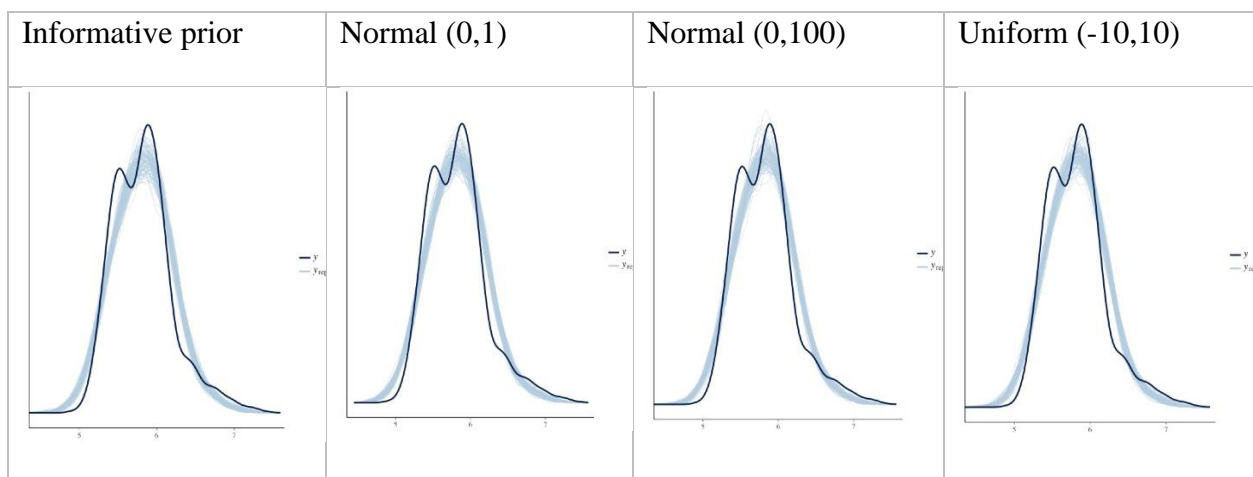 Informative prior
Normal (0,1)
Normal (0,100)
Uniform (-10,10)
y
y
y
y
y
y
y
y
5
6
7
5
6
7
5
6
7
5
6
7